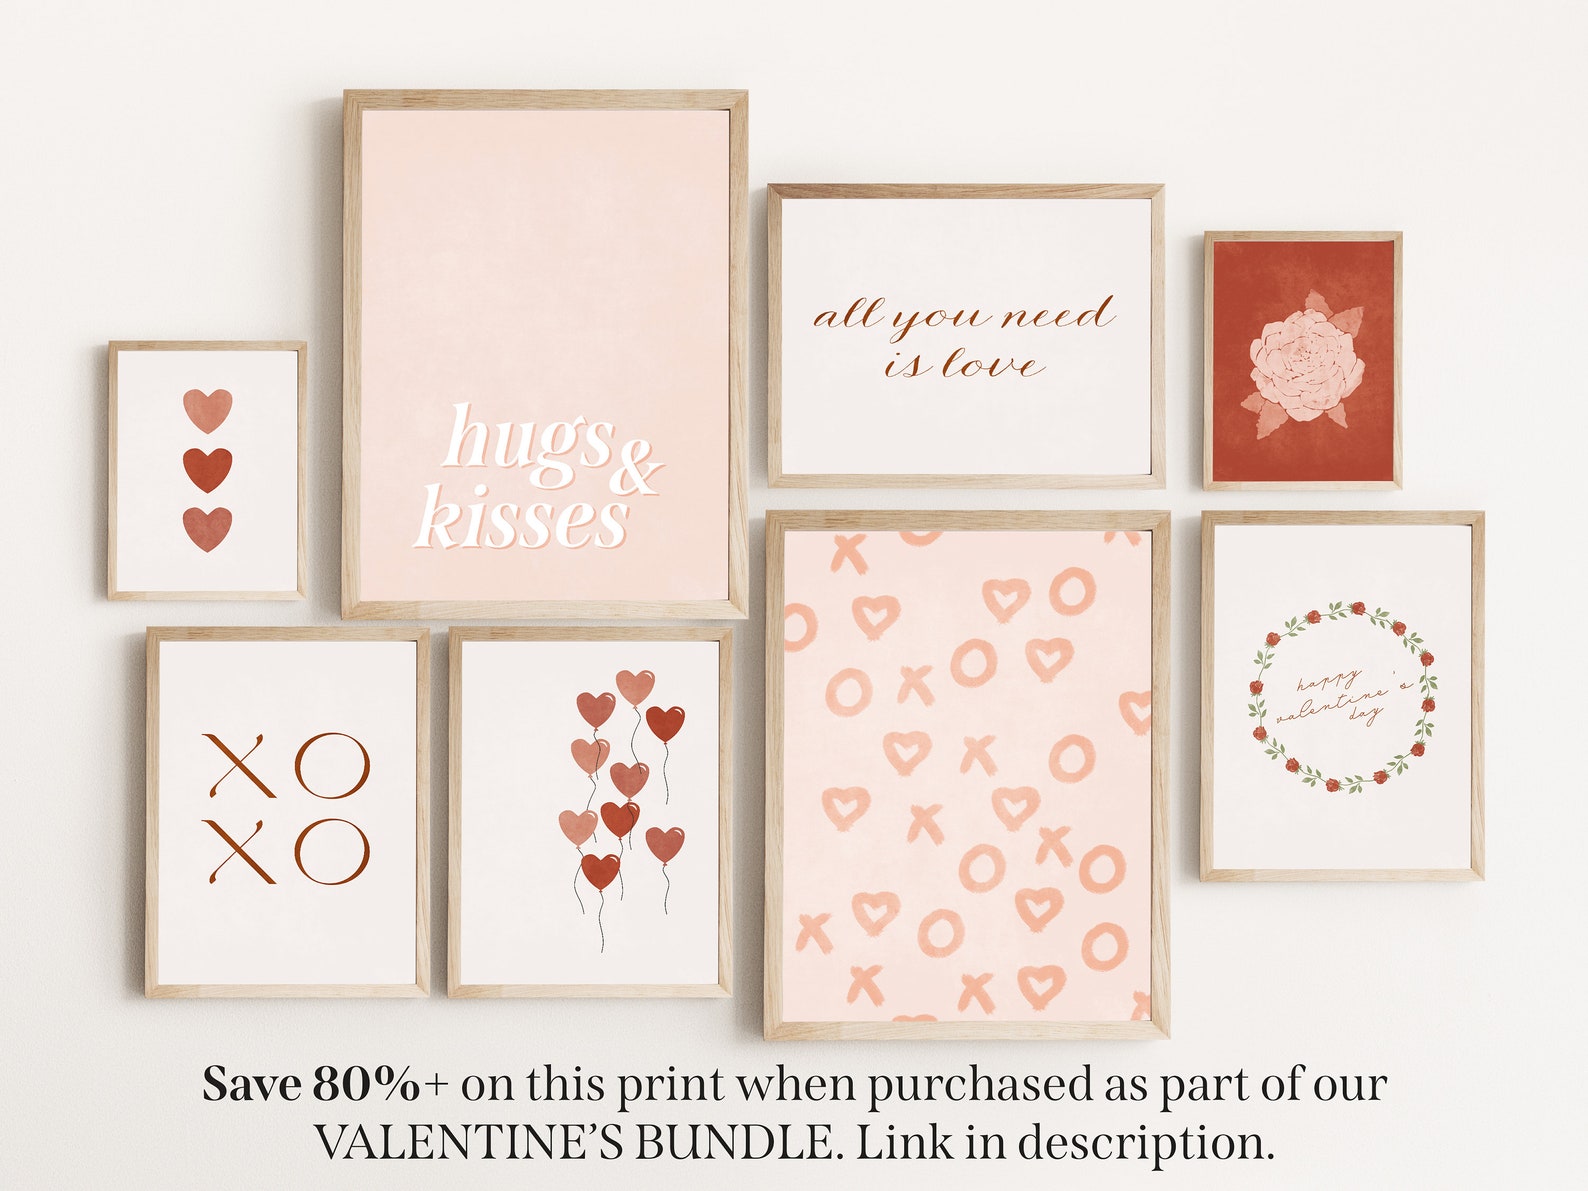 hugs &
kisses
all you need
is love
XO
XO
happy
valentine's
day
Save 80%+ on this print when purchased as part of our
VALENTINE'S BUNDLE. Link in description.